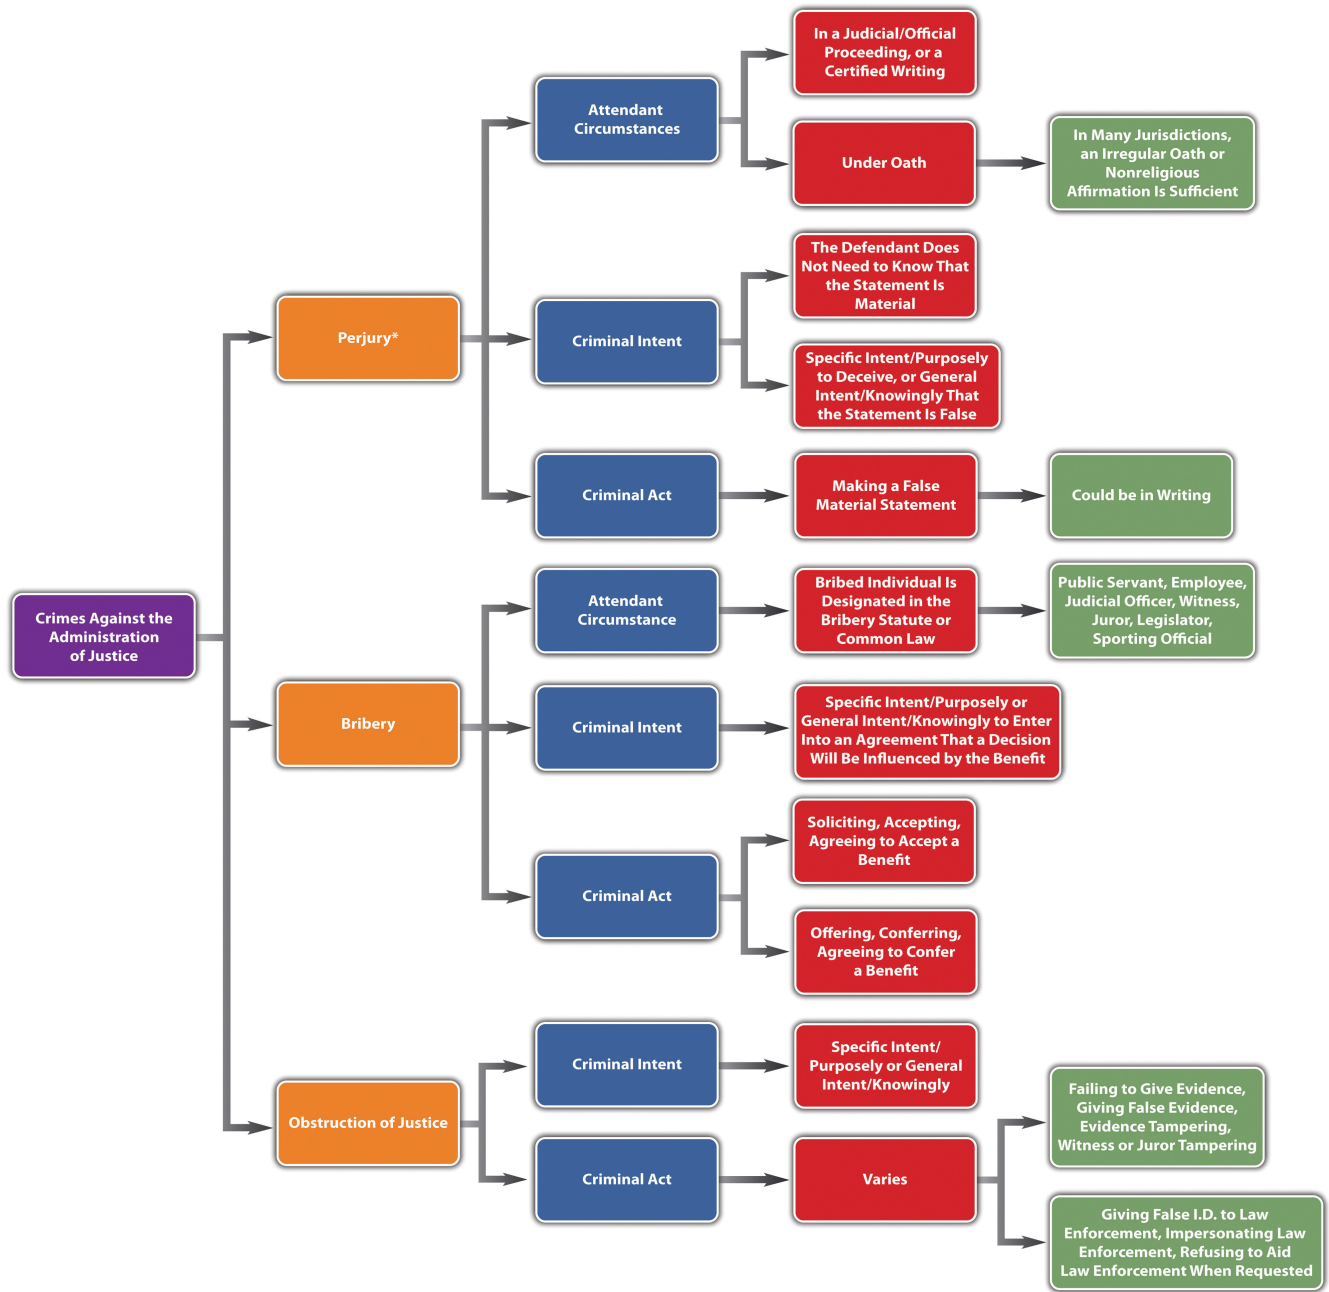 In a Judicial/Official
Proceeding, or a
Certified Writing
Attendant
Circumstances
Under Oath
In Many Jurisdictions,
an Irregular Oath or
Nonreligious
Affirmation Is Sufficient
The Defendant Does
Not Need to Know That
the Statement Is
Material
Perjury*
Criminal Intent
Specific Intent/Purposely
to Deceive, or General
Intent/Knowingly That
the Statement Is False
Criminal Act
Making a False
Material Statement
Could be in Writing
Crimes Against the
Administration
of Justice
Attendant
Circumstance
Bribed Individual Is
Designated in the
Bribery Statute or
Common Law
Public Servant, Employee,
Judicial Officer, Witness,
Juror, Legislator,
Sporting Official
Bribery
Criminal Intent
Specific Intent/Purposely or
General Intent/Knowingly to Enter
Into an Agreement That a Decision
Will Be Influenced by the Benefit
Criminal Act
Soliciting, Accepting,
Agreeing to Accept a
Benefit
Offering, Conferring,
Agreeing to Confer
a Benefit
Obstruction of Justice
Criminal Intent
Specific Intent/
Purposely or General
Intent/Knowingly
Criminal Act
Varies
Failing to Give Evidence,
Giving False Evidence,
Evidence Tampering,
Witness or Juror Tampering
Giving False I.D. to Law
Enforcement, Impersonating Law
Enforcement, Refusing to Aid
Law Enforcement When Requested